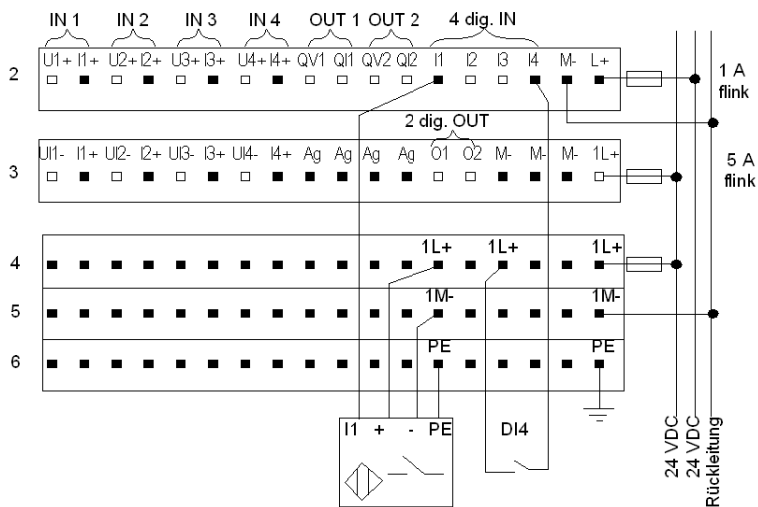 IN 1 IN 2 IN 3 IN 4 OUT 1 OUT 2 4 dig. IN
U1+ I1+ U2+ I2+ U3+ I3+ U4+ I4+ QV1 QI1 QV2 QI2 I1 I2 I3 I4 M- L+
2
1 A
flink
2 dig. OUT
UI1- I1+ UI2- I2+ UI3- I3+ UI4- I4+ Ag Ag Ag Ag O1 O2 M- M- M- 1L+
3
5 A
flink
1L+ 1L+ 1L+
4
1M- 1M-
5
PE PE
6
I1 + - PE DI4
24 VDC
24 VDC
Rückleitung